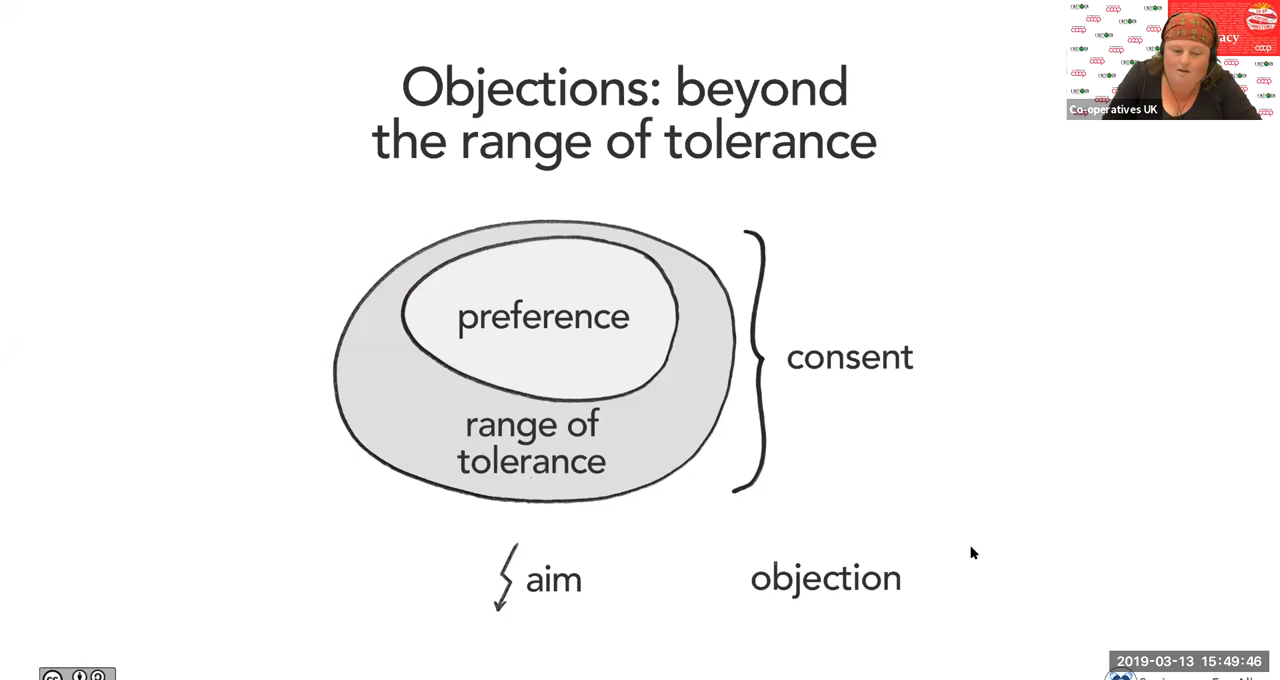 Objections: beyond
the range of tolerance
acy
Co-operatives UK
preference
consent
range of
tolerance
aim
objection
2019-03-13 15:49:46